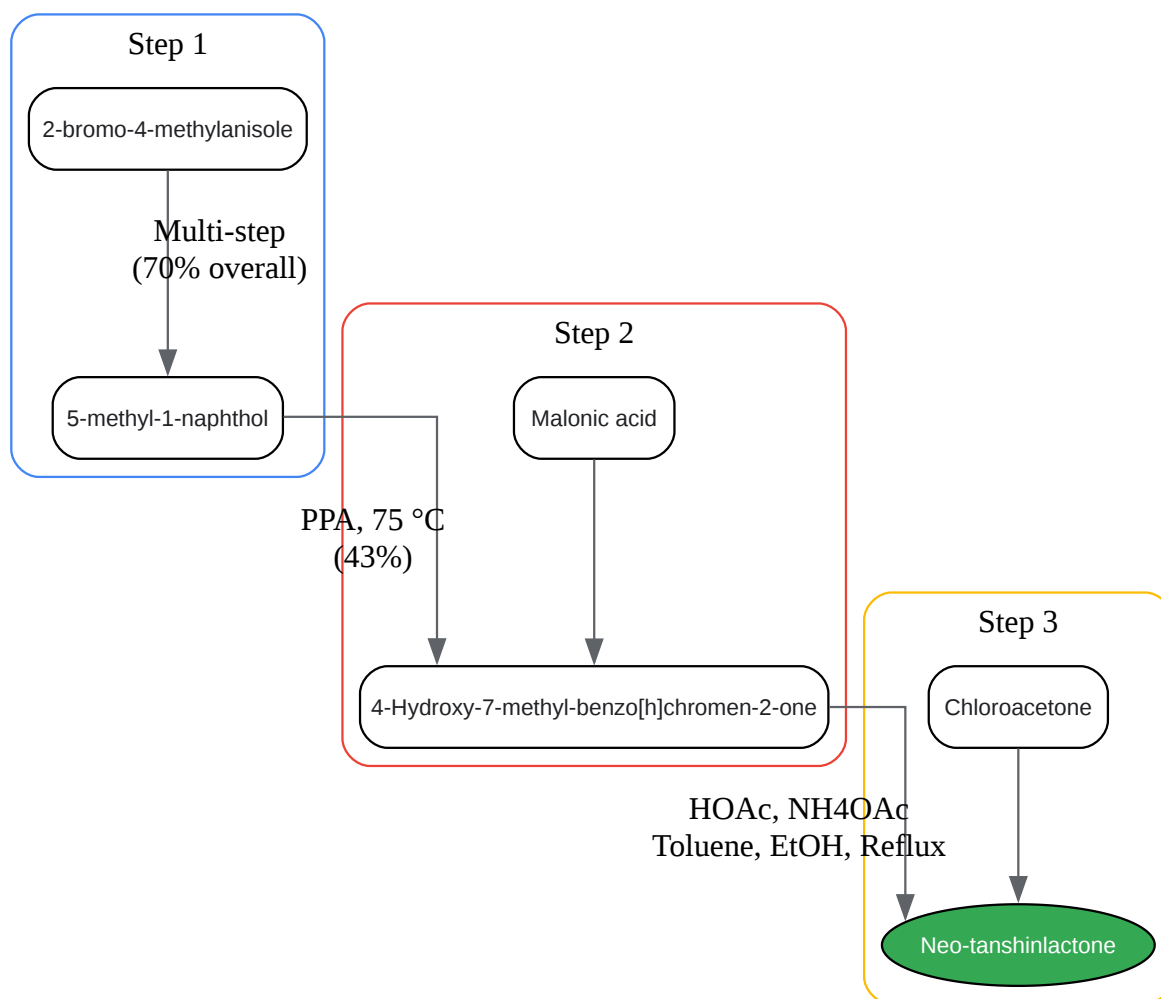 Step 1
2-bromo-4-methylanisole
Multi-step
(70% overall)
5-methyl-1-naphthol
Step 2
Malonic acid
PPA, 75 °C
(43%)
4-Hydroxy-7-methyl-benzo[h]chromen-2-one
Step 3
Chloroacetone
HOAc, NH4OAc
Toluene, EtOH, Reflux
Neo-tanshinlactone